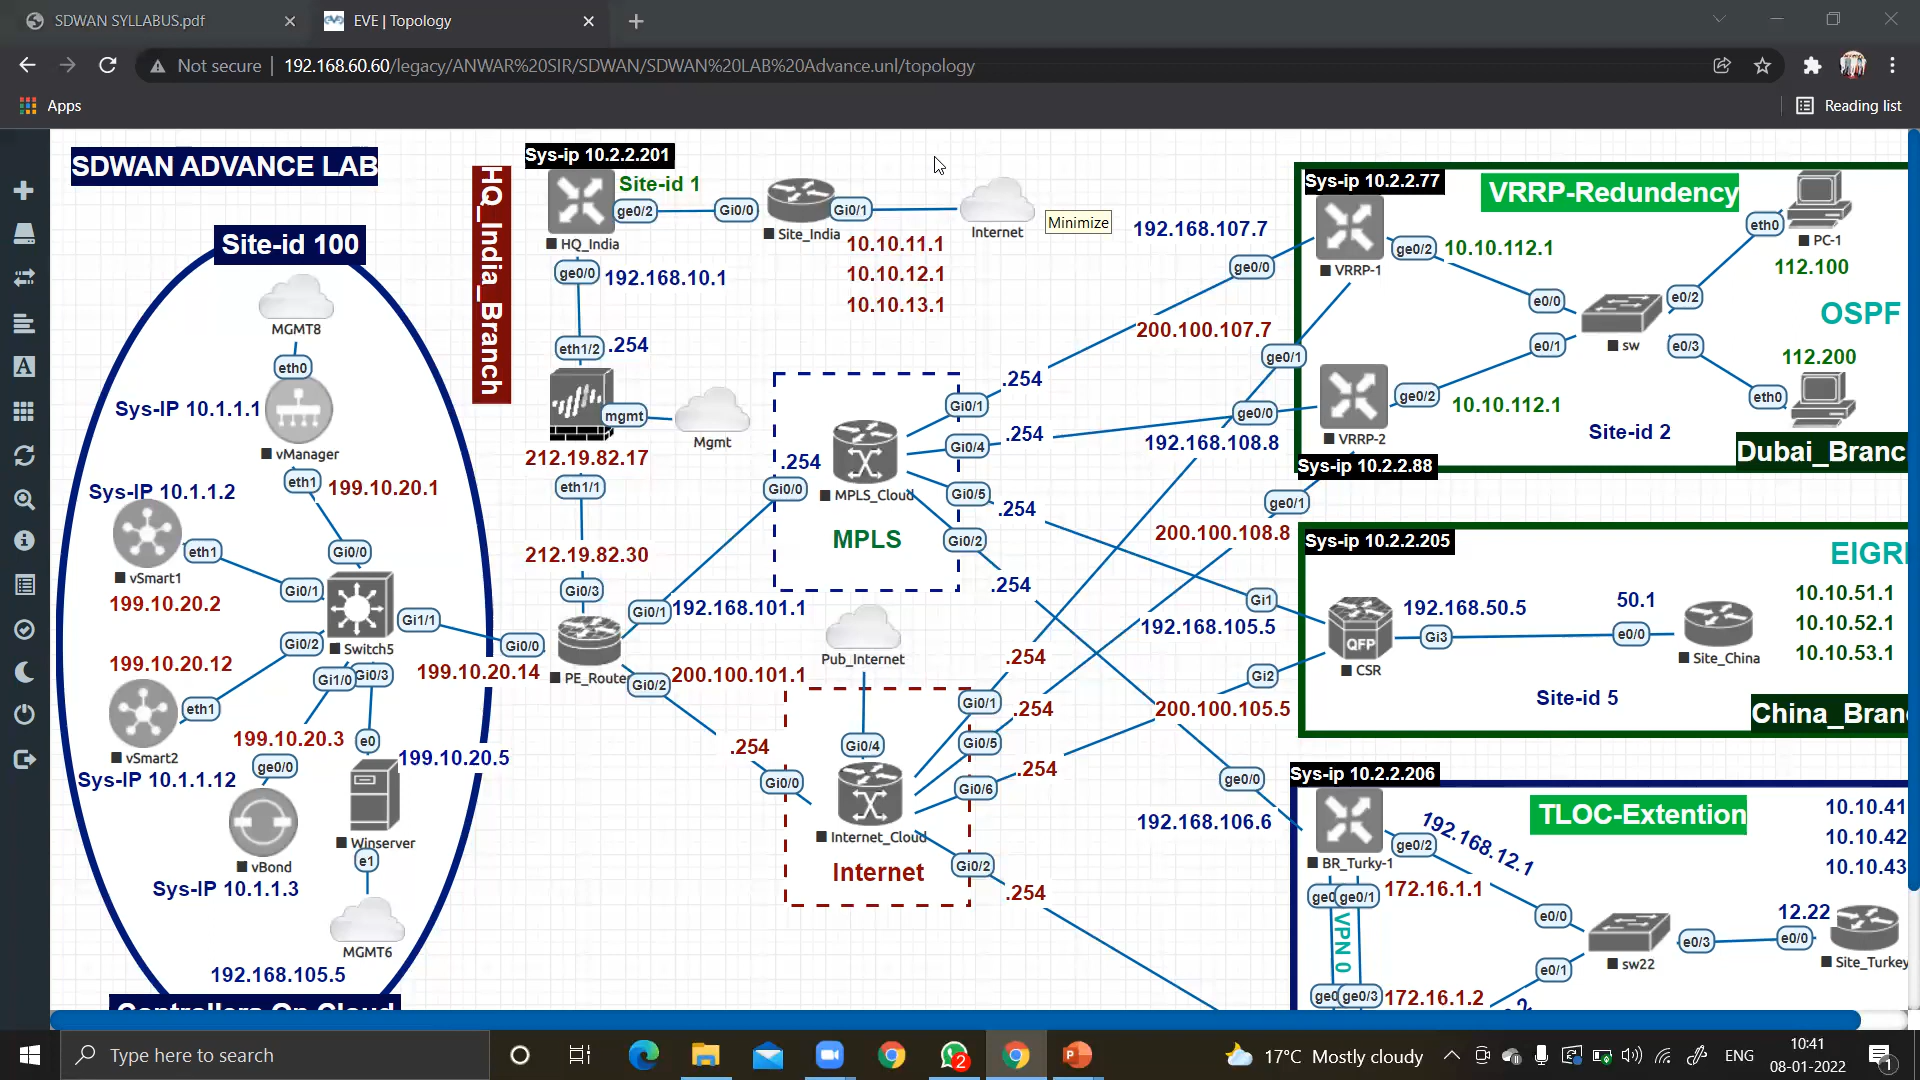 SDWAN SYLLABUS.pdf
EVE | Topology
Not secure
192.168.60.60/legacy/ANWAR%20SIR/SDWAN/SDWAN%20LAB%20Advance.unl/topology
Apps
Reading list
SDWAN ADVANCE LAB
Site-id 100
MGMT8
eth0
Sys-IP 10.1.1.1
vManager
eth1
199.10.20.1
Sys-IP 10.1.1.2
eth1
vSmart1
199.10.20.2
Gi0/0
Gi0/1
Switch5
Gi1/1
Gi0/2
Gi1/0
Gi0/3
199.10.20.12
eth1
vSmart2
Sys-IP 10.1.1.12
199.10.20.3
ge0/0
e0
199.10.20.5
vBond
Sys-IP 10.1.1.3
Winserver
e1
MGMT6
192.168.105.5
Controllers On Cloud
HQ_India_Branch
Sys-ip 10.2.2.201
Site-id 1
HQ_India
ge0/2
Gi0/0
Site_India
Gi0/1
Internet
Minimize
10.10.11.1
10.10.12.1
10.10.13.1
ge0/0
192.168.10.1
eth1/2
.254
mgmt
Mgmt
212.19.82.17
eth1/1
212.19.82.30
Gi0/3
Gi0/0
199.10.20.14
PE_Router
Gi0/1
192.168.101.1
Gi0/2
200.100.101.1
.254
Gi0/0
MPLS_Cloud
MPLS
Gi0/1
.254
Gi0/4
.254
Gi0/5
.254
Gi0/2
.254
Pub_Internet
Gi0/4
.254
Gi0/0
Internet_Cloud
Internet
Gi0/1
.254
Gi0/5
.254
Gi0/6
.254
Gi0/2
.254
192.168.107.7
ge0/0
200.100.107.7
ge0/1
ge0/0
192.168.108.8
ge0/1
200.100.108.8
Gi1
192.168.105.5
Gi2
200.100.105.5
ge0/0
192.168.106.6
Sys-ip 10.2.2.77
VRRP-Redundency
VRRP-1
ge0/2
10.10.112.1
VRRP-2
ge0/2
10.10.112.1
Sys-ip 10.2.2.88
e0/0
e0/1
sw
e0/2
e0/3
eth0
PC-1
112.100
OSPF
112.200
eth0
Site-id 2
Dubai_Branc
Sys-ip 10.2.2.205
CSR
192.168.50.5
Gi3
50.1
e0/0
Site_China
10.10.51.1
10.10.52.1
10.10.53.1
Site-id 5
China_Bran
Sys-ip 10.2.2.206
TLOC-Extention
10.10.41
10.10.42
10.10.43
BR_Turky-1
ge0/2
192.168.12.1
ge0/1
172.16.1.1
VPN 0
ge0/3
172.16.1.2
e0/0
e0/1
sw22
e0/3
12.22
e0/0
Site_Turkey
Type here to search
2
17°C Mostly cloudy
ENG
10:41
08-01-2022
1